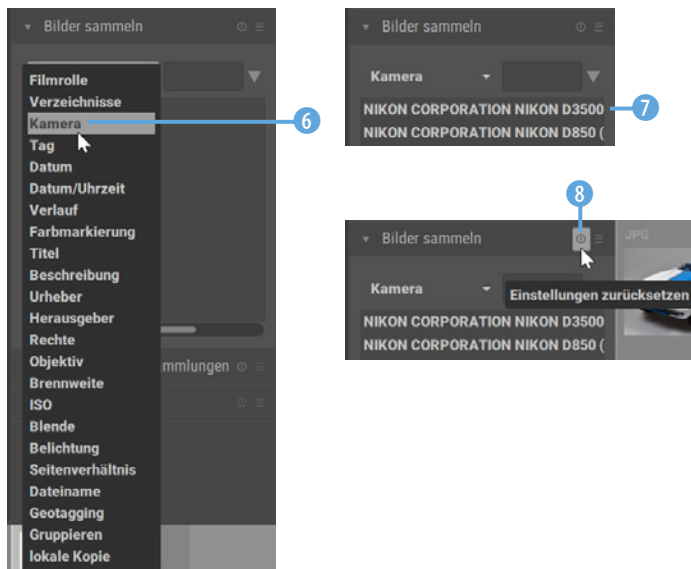 Bilder sammeln
Filmrolle
Verzeichnisse
Kamera
Tag
Datum
Datum/Uhrzeit
Verlauf
Farbmarkierung
Titel
Beschreibung
Urheber
Herausgeber
Rechte
Objektiv
mmlungen
Brennweite
ISO
Blende
Belichtung
Seitenverhältnis
Dateiname
Geotagging
Gruppieren
lokale Kopie
6
Bilder sammeln
Kamera
NIKON CORPORATION NIKON D3500
NIKON CORPORATION NIKON D850 (
7
8
Bilder sammeln
JPG
Kamera
Einstellungen zurücksetzen
NIKON CORPORATION NIKON D3500
NIKON CORPORATION NIKON D850 (